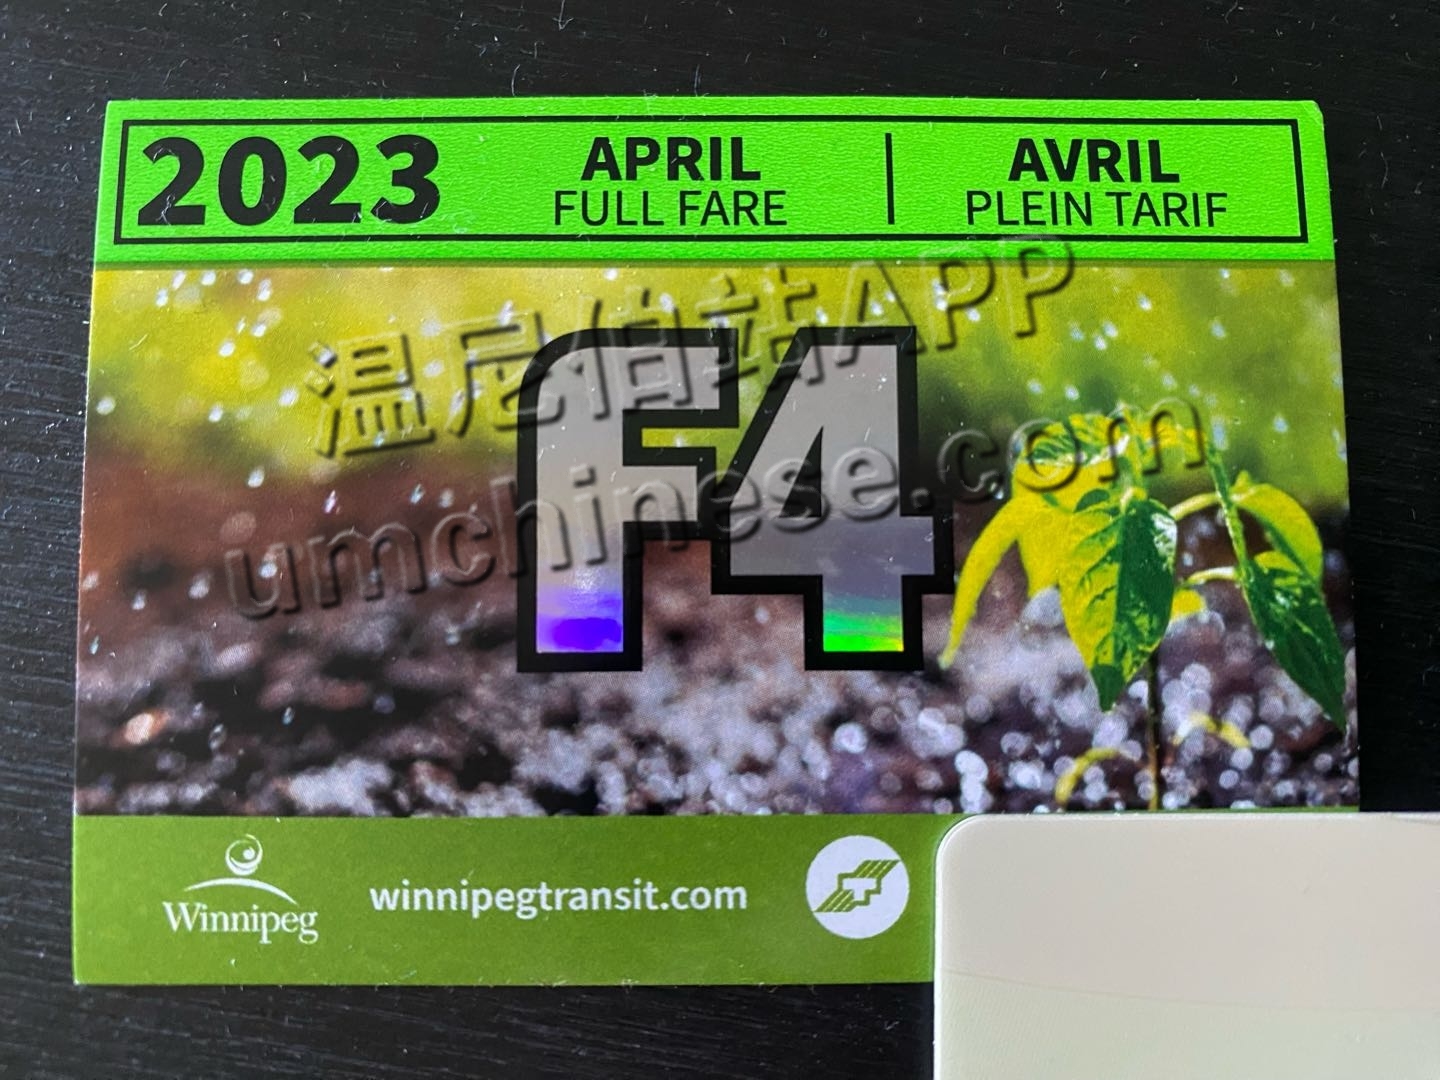 2023
APRIL
FULL FARE
AVRIL
PLEIN TARIF
温尼伯站APP
F4
umchinese.com
Winnipeg
winnipegtransit.com